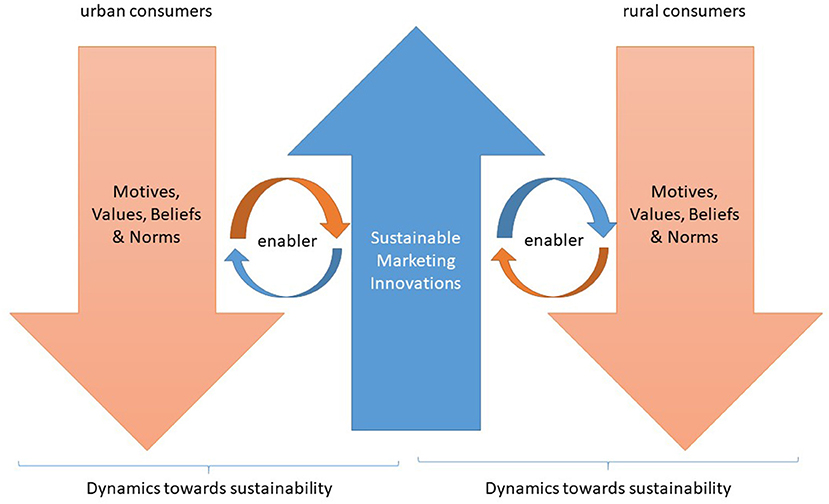 urban consumers
rural consumers
Motives,
Values, Beliefs
& Norms
enabler
Sustainable
Marketing
Innovations
enabler
Motives,
Values, Beliefs
& Norms
Dynamics towards sustainability
Dynamics towards sustainability